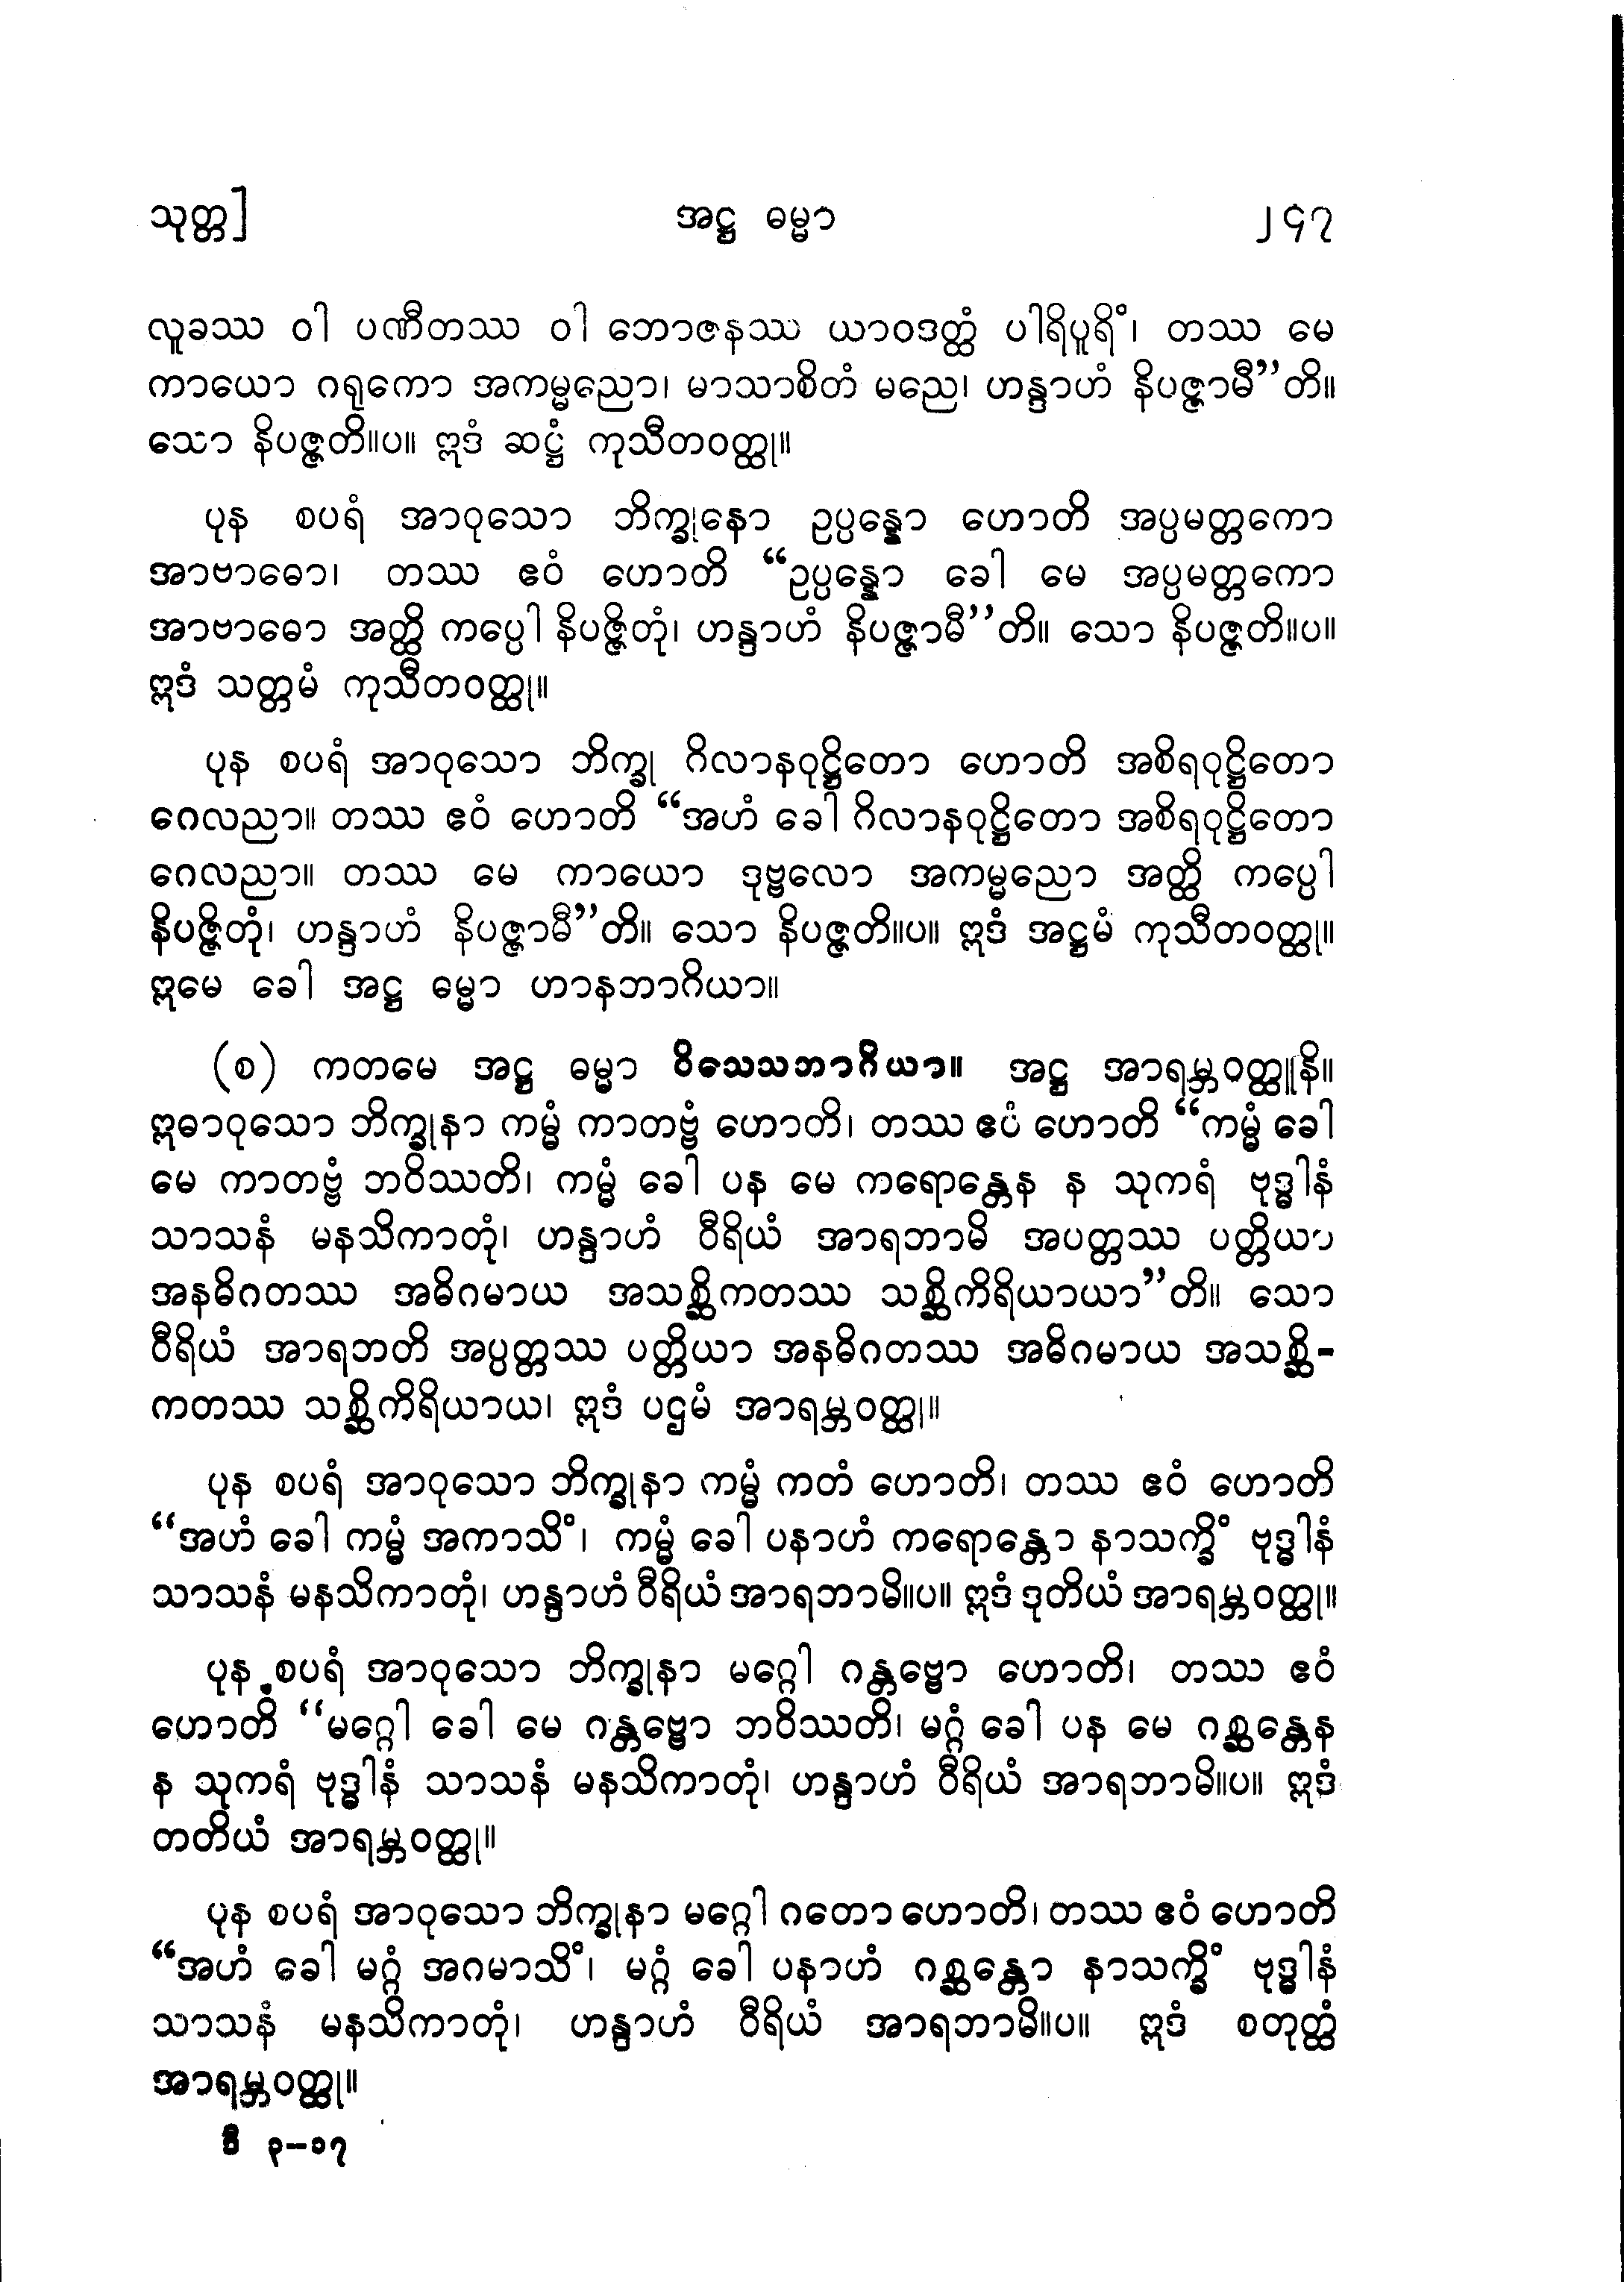 သုတ္တ] အဋ္ဌ ဓမ္မာ ၂၄၇
လူခဿ ဝါ ပဏီတဿ ဝါ ဘောဇနဿ ယာဝဒတ္ထံ ပါရိပူရိံ၊ တဿ မေ
ကာယော ဂရုကော အကမ္မညော၊ မာသာစိတံ မညေ၊ ဟန္ဒာဟံ နိပဇ္ဇာမီ”တိ။
သော နိပဇ္ဇတိ။ပ။ ဣဒံ ဆဋ္ဌံ ကုသီတဝတ္ထု။
ပုန စပရံ အာဝုသော ဘိက္ခုနော ဥပ္ပန္နော ဟောတိ အပ္ပမတ္တကော
အာဗာဓော၊ တဿ ဧဝံ ဟောတိ “ဥပ္ပန္နော ခေါ မေ အပ္ပမတ္တကော
အာဗာဓော အတ္ထိ ကပ္ပေါ နိပဇ္ဇိတုံ၊ ဟန္ဒာဟံ နိပဇ္ဇာမီ”တိ။ သော နိပဇ္ဇတိ။ပ။
ဣဒံ သတ္တမံ ကုသီတဝတ္ထု။
ပုန စပရံ အာဝုသော ဘိက္ခု ဂိလာနဝုဋ္ဌိတော ဟောတိ အစိရဝုဋ္ဌိတော
ဂေလညာ။ တဿ ဧဝံ ဟောတိ “အဟံ ခေါ ဂိလာနဝုဋ္ဌိတော အစိရဝုဋ္ဌိတော
ဂေလညာ။ တဿ မေ ကာယော ဒုဗ္ဗလော အကမ္မညော အတ္ထိ ကပ္ပေါ
နိပဇ္ဇိတုံ၊ ဟန္ဒာဟံ နိပဇ္ဇာမီ”တိ။ သော နိပဇ္ဇတိ။ပ။ ဣဒံ အဋ္ဌမံ ကုသီတဝတ္ထု။
ဣမေ ခေါ အဋ္ဌ ဓမ္မာ ဟာနဘာဂိယာ။
(စ) ကတမေ အဋ္ဌ ဓမ္မာ ဝိသေသဘာဂိယာ။ အဋ္ဌ အာရမ္ဘဝတ္ထူနိ။
ဣဓာဝုသော ဘိက္ခုနာ ကမ္မံ ကာတဗ္ဗံ ဟောတိ၊ တဿ ဧဝံ ဟောတိ “ကမ္မံ ခေါ
မေ ကာတဗ္ဗံ ဘဝိဿတိ၊ ကမ္မံ ခေါ ပန မေ ကရောန္တေန န သုကရံ ဗုဒ္ဓါနံ
သာသနံ မနသိကာတုံ၊ ဟန္ဒာဟံ ဝီရိယံ အာရဘာမိ အပတ္တဿ ပတ္တိယာ
အနဓိဂတဿ အဓိဂမာယ အသစ္ဆိကတဿ သစ္ဆိကိရိယာယာ”တိ။ သော
ဝီရိယံ အာရဘတိ အပ္ပတ္တဿ ပတ္တိယာ အနဓိဂတဿ အဓိဂမာယ အသစ္ဆိ-
ကတဿ သစ္ဆိကိရိယာယ၊ ဣဒံ ပဌမံ အာရမ္ဘဝတ္ထု။
ပုန စပရံ အာဝုသော ဘိက္ခုနာ ကမ္မံ ကတံ ဟောတိ၊ တဿ ဧဝံ ဟောတိ
“အဟံ ခေါ ကမ္မံ အကာသိံ၊ ကမ္မံ ခေါ ပနာဟံ ကရောန္တော နာသက္ခိံ ဗုဒ္ဓါနံ
သာသနံ မနသိကာတုံ၊ ဟန္ဒာဟံ ဝီရိယံ အာရဘာမိ။ပ။ ဣဒံ ဒုတိယံ အာရမ္ဘဝတ္ထု။
ပုန စပရံ အာဝုသော ဘိက္ခုနာ မဂ္ဂေါ ဂန္တဗ္ဗော ဟောတိ၊ တဿ ဧဝံ
ဟောတိ “မဂ္ဂေါ ခေါ မေ ဂန္တဗ္ဗော ဘဝိဿတိ၊ မဂ္ဂံ ခေါ ပန မေ ဂစ္ဆန္တေန
န သုကရံ ဗုဒ္ဓါနံ သာသနံ မနသိကာတုံ၊ ဟန္ဒာဟံ ဝီရိယံ အာရဘာမိ။ပ။ ဣဒံ
တတိယံ အာရမ္ဘဝတ္ထု။
ပုန စပရံ အာဝုသော ဘိက္ခုနာ မဂ္ဂေါ ဂတော ဟောတိ၊ တဿ ဧဝံ ဟောတိ
“အဟံ ခေါ မဂ္ဂံ အဂမာသိံ၊ မဂ္ဂံ ခေါ ပနာဟံ ဂစ္ဆန္တော နာသက္ခိံ ဗုဒ္ဓါနံ
သာသနံ မနသိကာတုံ၊ ဟန္ဒာဟံ ဝီရိယံ အာရဘာမိ။ပ။ ဣဒံ စတုတ္ထံ
အာရမ္ဘဝတ္ထု။
ဒီ ၃–၁၇